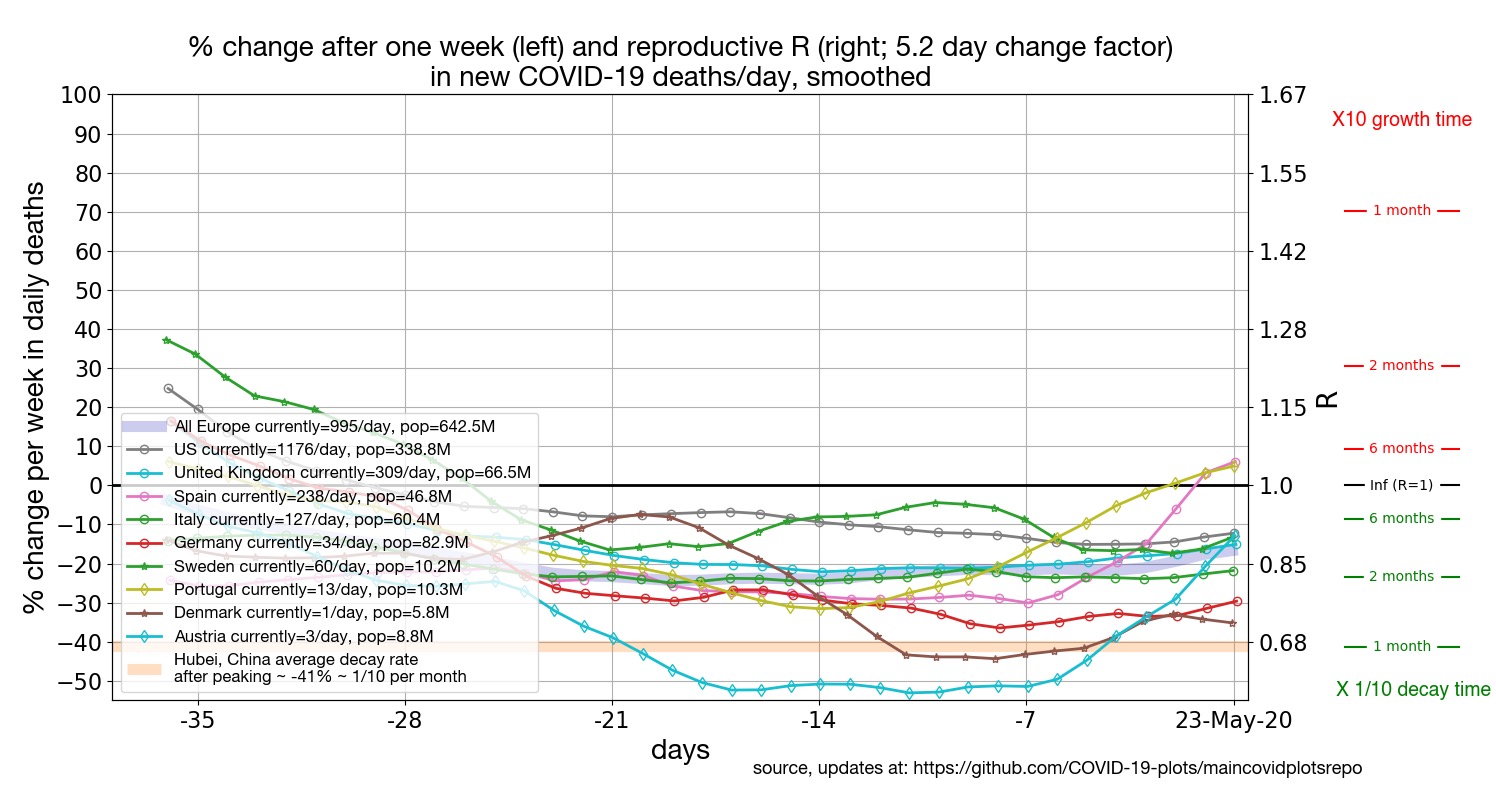 % change after one week (left) and reproductive R (right; 5.2 day change factor)
in new COVID-19 deaths/day, smoothed
% change per week in daily deaths
100
90
80
70
60
50
40
30
20
10
0
−10
−20
−30
−40
−50
All Europe currently=995/day, pop=642.5M
US currently=1176/day, pop=338.8M
United Kingdom currently=309/day, pop=66.5M
Spain currently=238/day, pop=46.8M
Italy currently=127/day, pop=60.4M
Germany currently=34/day, pop=82.9M
Sweden currently=60/day, pop=10.2M
Portugal currently=13/day, pop=10.3M
Denmark currently=1/day, pop=5.8M
Austria currently=3/day, pop=8.8M
Hubei, China average decay rate
after peaking ~ -41% ~ 1/10 per month
-35
-28
-21
-14
-7
23-May-20
days
1.67
1.55
1.42
1.28
1.15
1.0
0.85
0.68
R
X10 growth time
1 month
2 months
6 months
Inf (R=1)
6 months
2 months
1 month
X 1/10 decay time
source, updates at: https://github.com/COVID-19-plots/maincovidplotsrepo